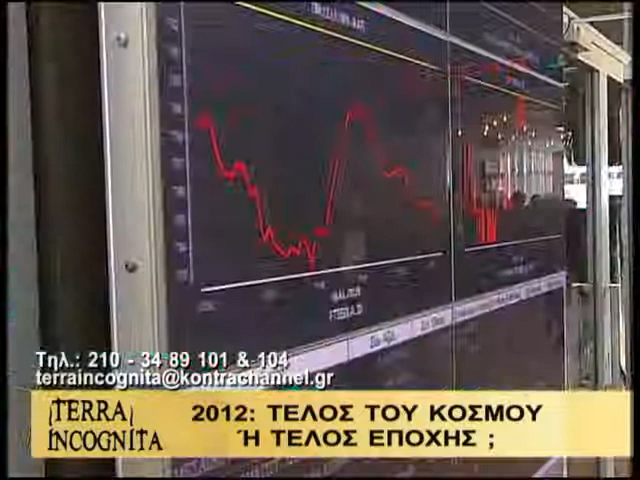 Τηλ.: 210 - 34 89 101 & 104
terraincognita@kontrachannel.gr
TERRA
INCOGNITA
2012: ΤΕΛΟΣ ΤΟΥ ΚΟΣΜΟΥ
Ή ΤΕΛΟΣ ΕΠΟΧΗΣ ;